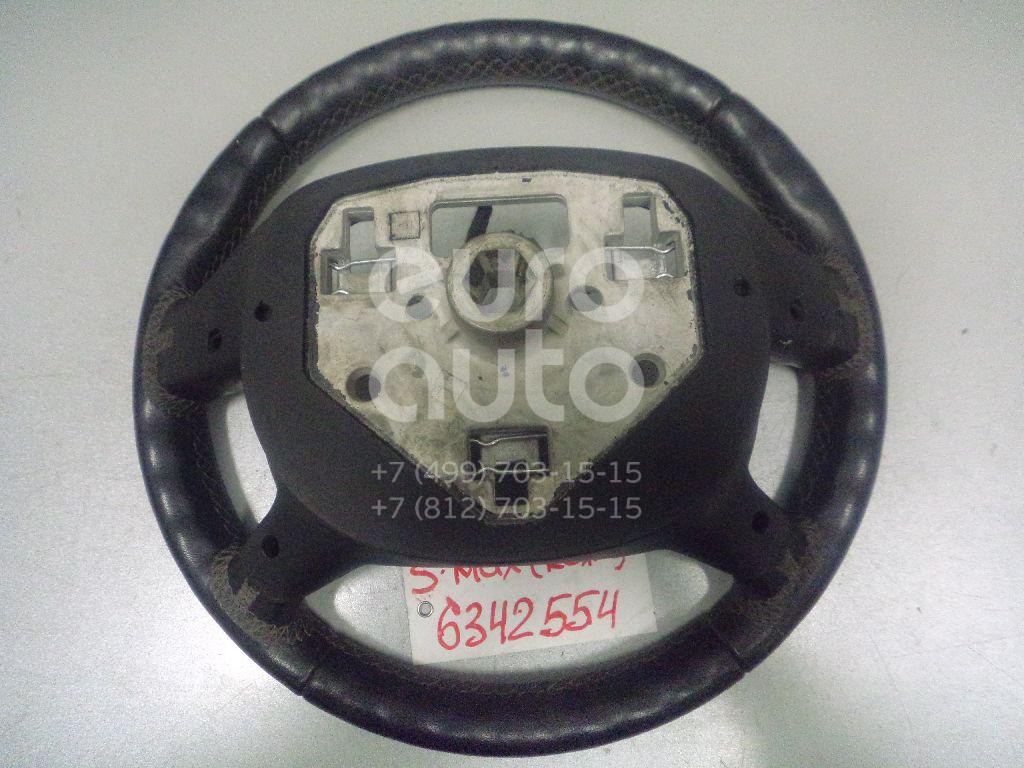 euro
auto
+7 (499) 703-15-15
+7 (812) 703-15-15
S-Max
6342554